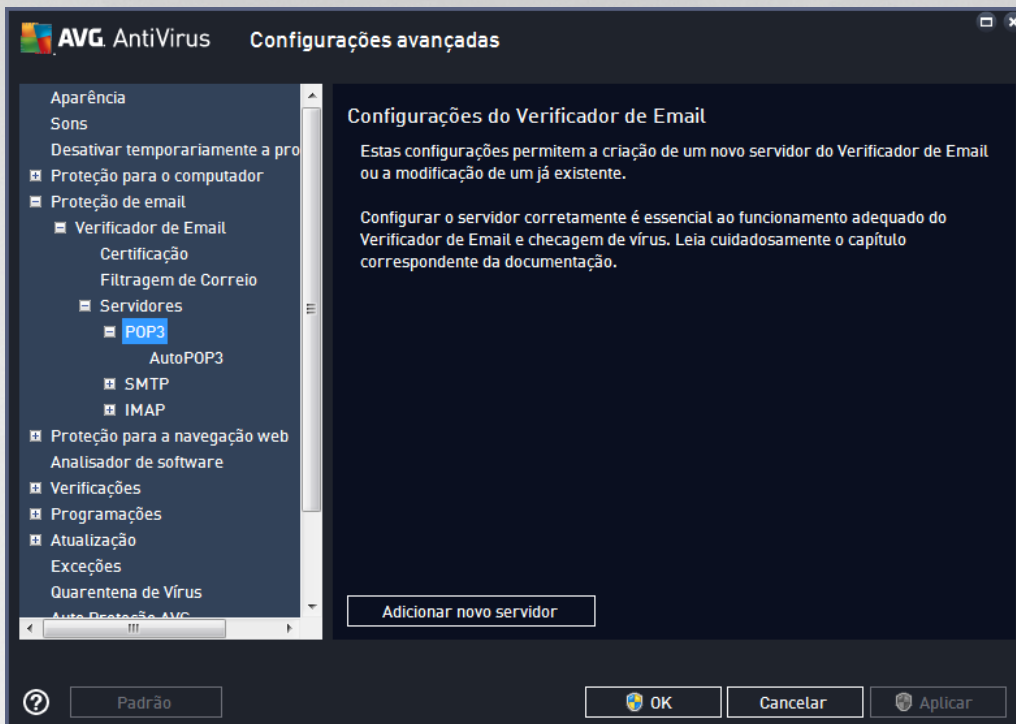 AVG. AntiVirus Configurações avançadas
Aparência
Sons
Desativar temporariamente a pro
Proteção para o computador
Proteção de email
Verificador de Email
Certificação
Filtragem de Correio
Servidores
POP3
AutoPOP3
SMTP
IMAP
Proteção para a navegação web
Analisador de software
Verificações
Programações
Atualização
Exceções
Quarentena de Vírus
Auto Proteção AVG
Configurações do Verificador de Email
Estas configurações permitem a criação de um novo servidor do Verificador de Email
ou a modificação de um já existente.
Configurar o servidor corretamente é essencial ao funcionamento adequado do
Verificador de Email e checagem de vírus. Leia cuidadosamente o capítulo
correspondente da documentação.
Adicionar novo servidor
Padrão
OK
Cancelar
Aplicar